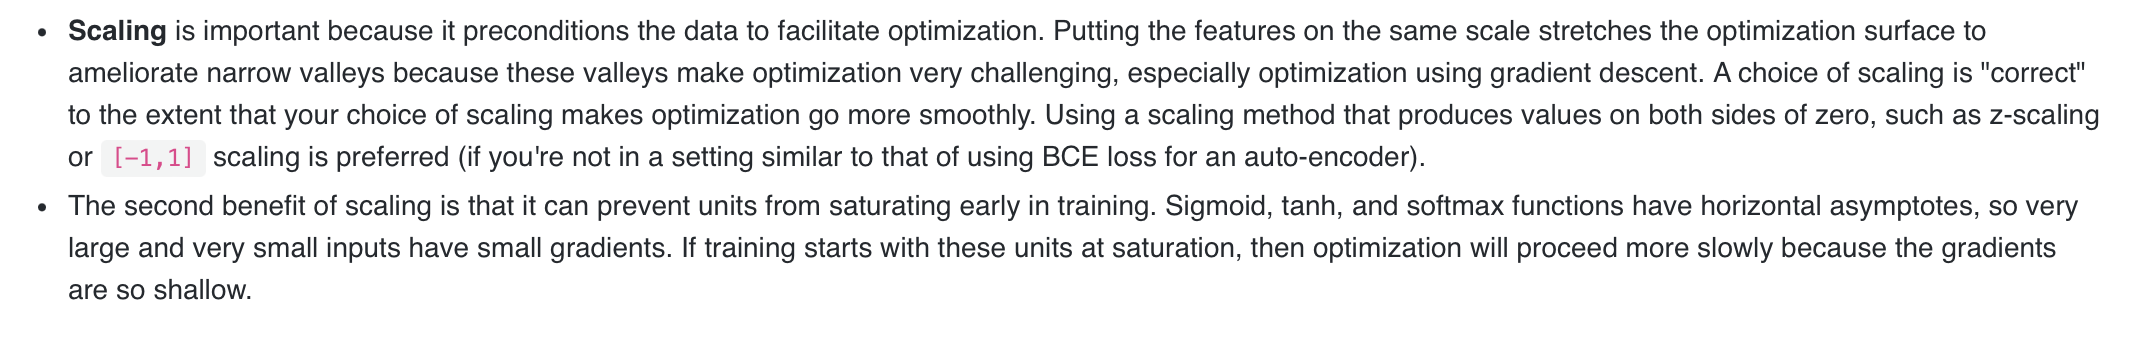 • Scaling is important because it preconditions the data to facilitate optimization. Putting the features on the same scale stretches the optimization surface to
ameliorate narrow valleys because these valleys make optimization very challenging, especially optimization using gradient descent. A choice of scaling is "correct"
to the extent that your choice of scaling makes optimization go more smoothly. Using a scaling method that produces values on both sides of zero, such as z-scaling
or [-1,1] scaling is preferred (if you're not in a setting similar to that of using BCE loss for an auto-encoder).
• The second benefit of scaling is that it can prevent units from saturating early in training. Sigmoid, tanh, and softmax functions have horizontal asymptotes, so very
large and very small inputs have small gradients. If training starts with these units at saturation, then optimization will proceed more slowly because the gradients
are so shallow.